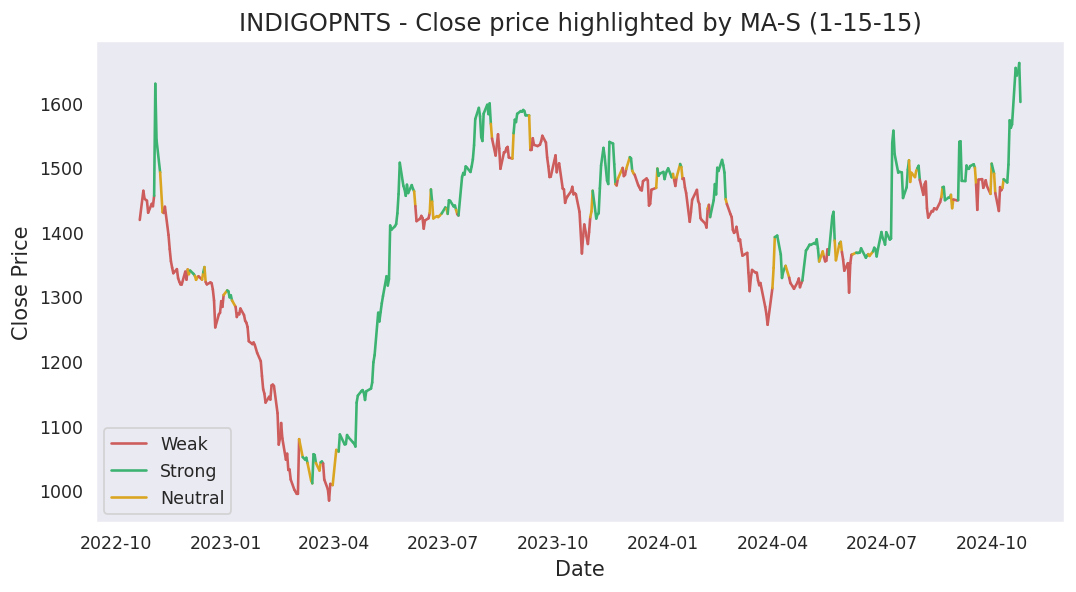 INDIGOPNTS - Close price highlighted by MA-S (1-15-15)
Close Price
1600
1500
1400
1300
1200
1100
1000
Weak
Strong
Neutral
2022-10 2023-01 2023-04 2023-07 2023-10 2024-01 2024-04 2024-07 2024-10
Date